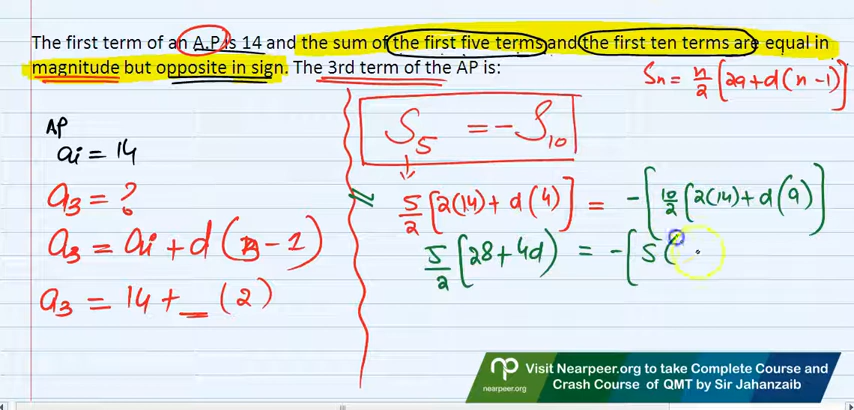 The first term of an A.P is 14 and the sum of the first five terms and the first ten terms are equal in
magnitude but opposite in sign. The 3rd term of the AP is:
Sn = n/2 [2a + d(n-1)]
AP
a₁ = 14
a₃ = ?
a₃ = a₁ + d(n-1)
a₃ = 14 + _ (2)
S₅ = -S₁₀
5/2 [2(14) + d(4)] = -[10/2 [2(14) + d(9)]
5/2 [28 + 4d) = -[5(
Visit Nearpeer.org to take Complete Course and
Crash Course of QMT by Sir Jahanzaib
nearpeer.org